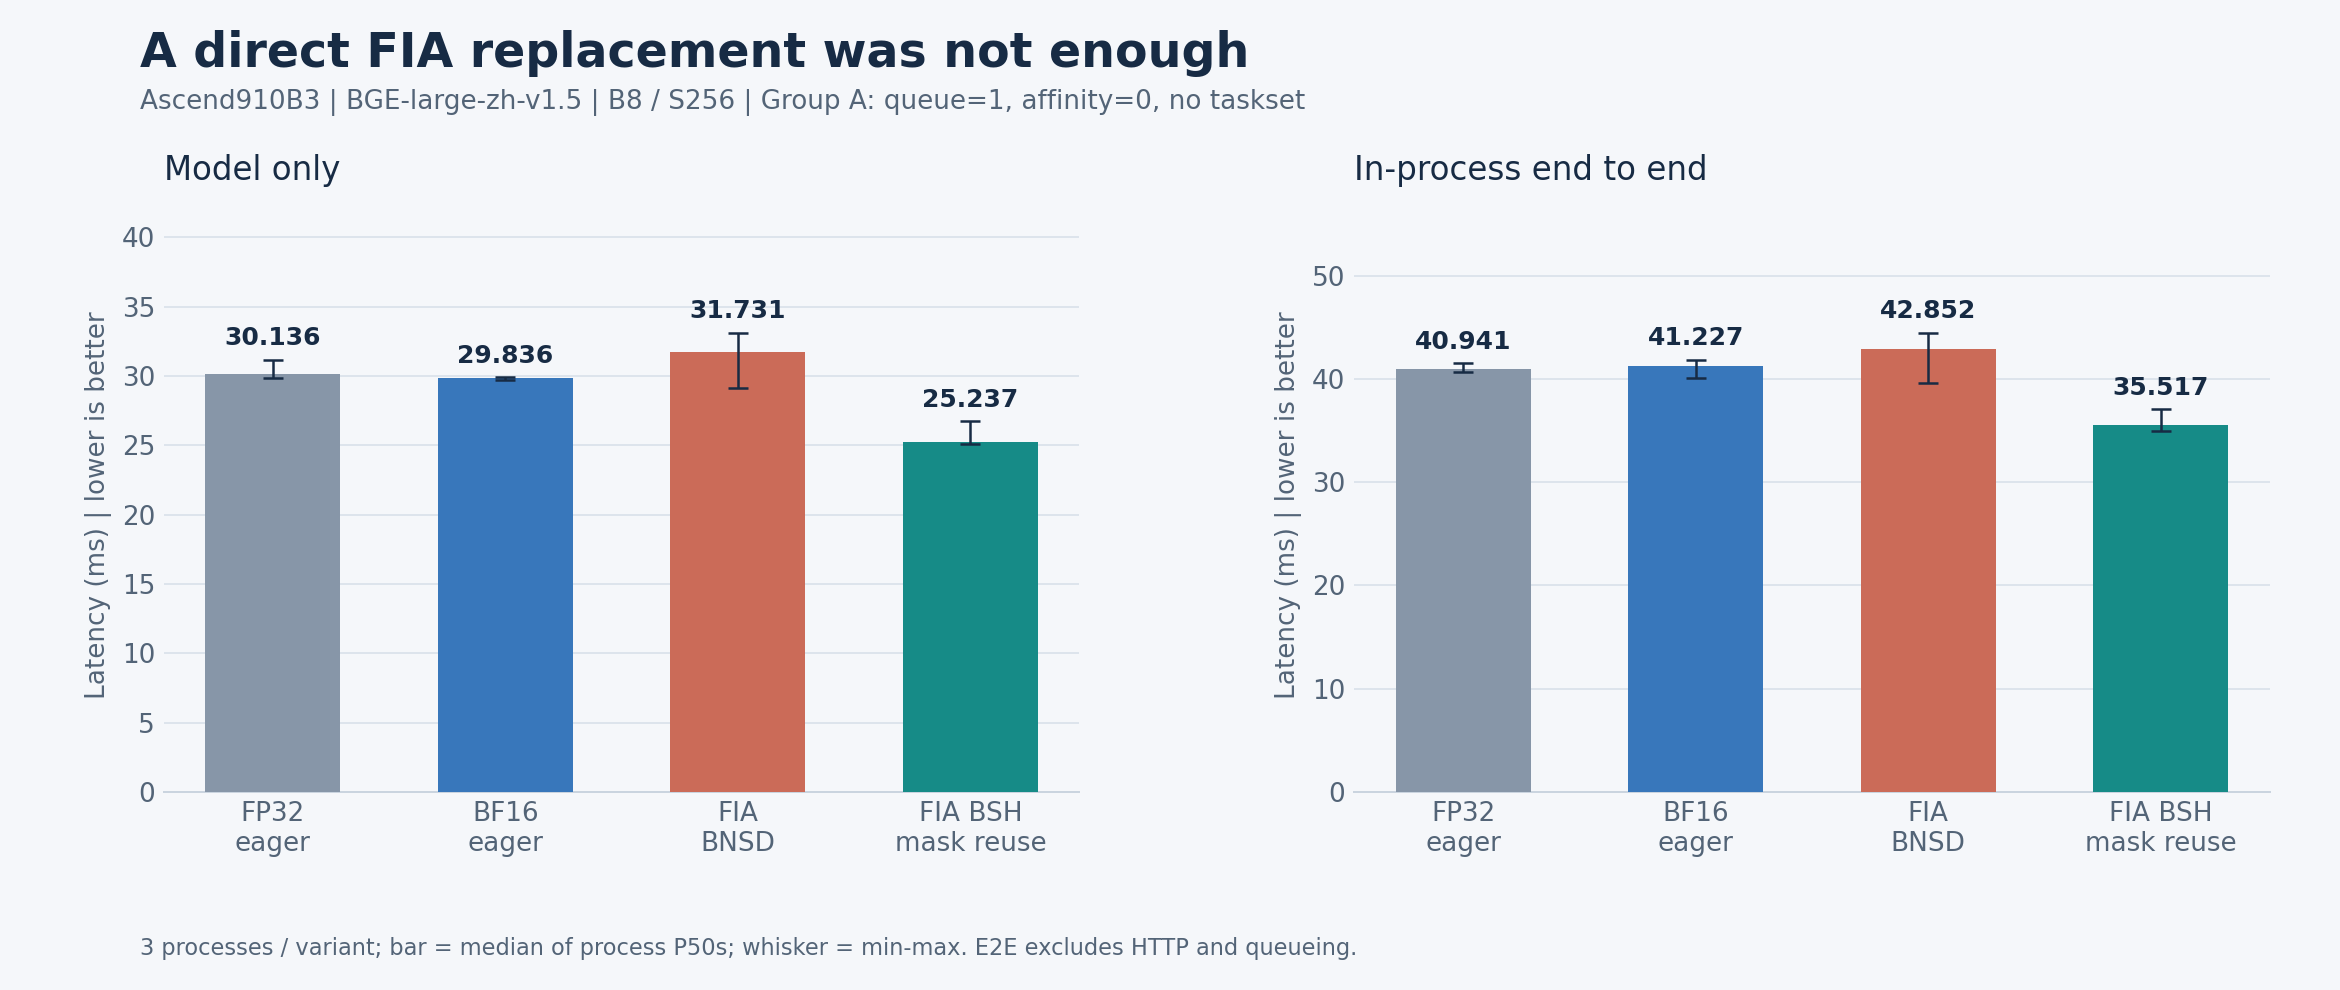 A direct FIA replacement was not enough
Ascend910B3 | BGE-large-zh-v1.5 | B8 / S256 | Group A: queue=1, affinity=0, no taskset
Model only
Latency (ms) | lower is better
40
35
30
25
20
15
10
5
0
30.136
29.836
31.731
25.237
FP32
eager
BF16
eager
FIA
BNSD
FIA BSH
mask reuse
In-process end to end
Latency (ms) | lower is better
50
40
30
20
10
0
40.941
41.227
42.852
35.517
FP32
eager
BF16
eager
FIA
BNSD
FIA BSH
mask reuse
3 processes / variant; bar = median of process P50s; whisker = min-max. E2E excludes HTTP and queueing.